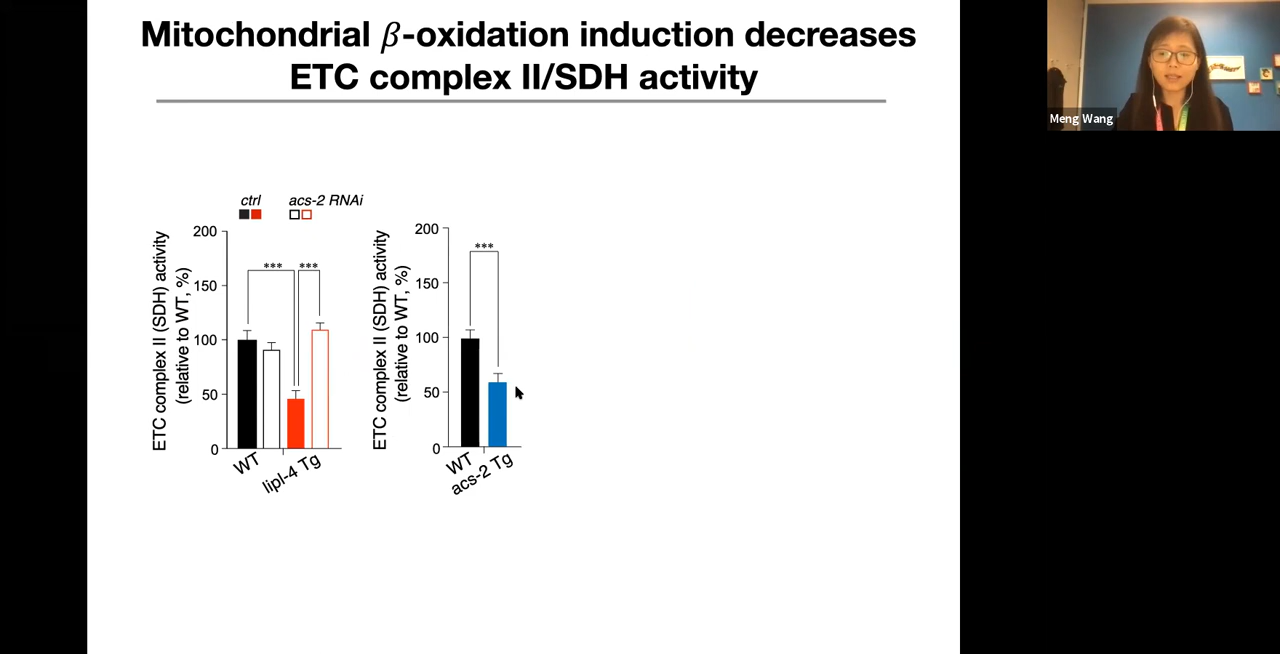 Mitochondrial β-oxidation induction decreases
ETC complex II/SDH activity
Meng Wang
ctrl
acs-2 RNAi
ETC complex II (SDH) activity
(relative to WT, %)
200
150
100
50
0
***
***
WT
lipl-4 Tg
ETC complex II (SDH) activity
(relative to WT, %)
200
150
100
50
0
***
WT
acs-2 Tg